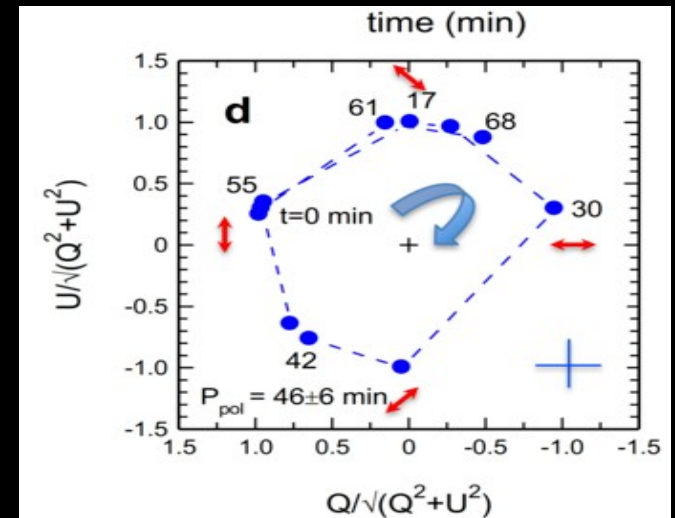 time (min)
1.5
d
61
17
68
1.0
55
0.5
t=0 min
30
U/√(Q²+U²)
0
-0.5
42
-1.0
P_pol = 46±6 min
-1.5
1.5 1.0 0.5 0 -0.5 -1.0 -1.5
Q/√(Q²+U²)